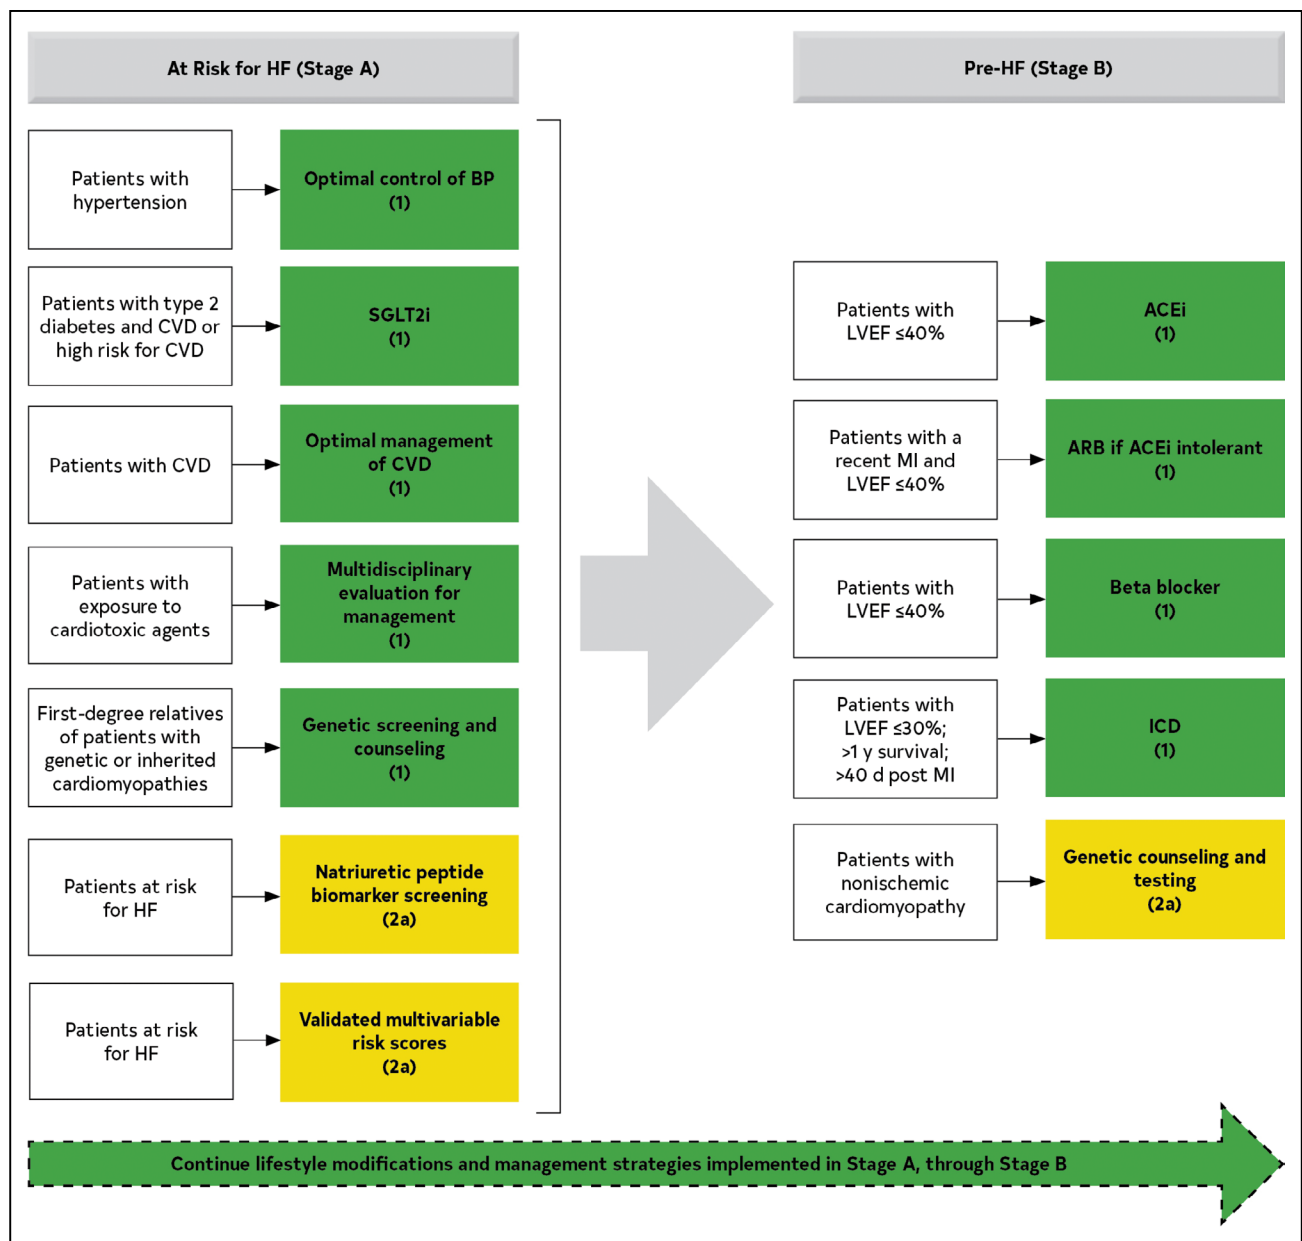 At Risk for HF (Stage A)
Patients with
hypertension
Optimal control of BP
(1)
Patients with type 2
diabetes and CVD or
high risk for CVD
SGLT2i
(1)
Patients with CVD
Optimal management
of CVD
(1)
Patients with
exposure to
cardiotoxic agents
Multidisciplinary
evaluation for
management
(1)
First-degree relatives
of patients with
genetic or inherited
cardiomyopathies
Genetic screening and
counseling
(1)
Patients at risk
for HF
Natriuretic peptide
biomarker screening
(2a)
Patients at risk
for HF
Validated multivariable
risk scores
(2a)
Pre-HF (Stage B)
Patients with
LVEF ≤40%
ACEi
(1)
Patients with a
recent MI and
LVEF ≤40%
ARB if ACEi intolerant
(1)
Patients with
LVEF ≤40%
Beta blocker
(1)
Patients with
LVEF ≤30%;
>1 y survival;
>40 d post MI
ICD
(1)
Patients with
nonischemic
cardiomyopathy
Genetic counseling and
testing
(2a)
Continue lifestyle modifications and management strategies implemented in Stage A, through Stage B